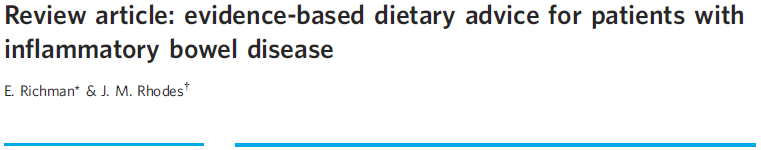 Review article: evidence-based dietary advice for patients with
inflammatory bowel disease
E. Richman* & J. M. Rhodes†